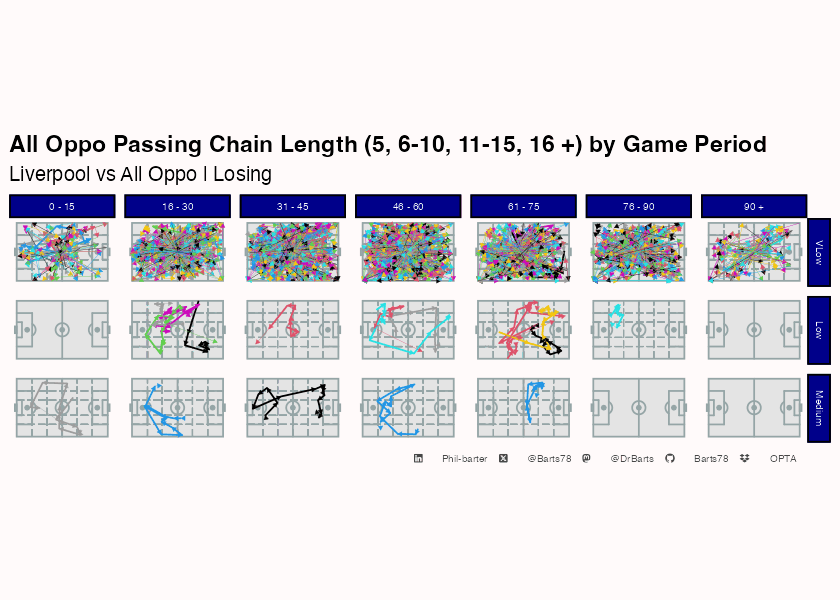 All Oppo Passing Chain Length (5, 6-10, 11-15, 16 +) by Game Period
Liverpool vs All Oppo | Losing
0 - 15 16 - 30 31 - 45 46 - 60 61 - 75 76 - 90 90 +
VLow
Low
Medium
Phil-barter @Barts78 @DrBarts Barts78 OPTA